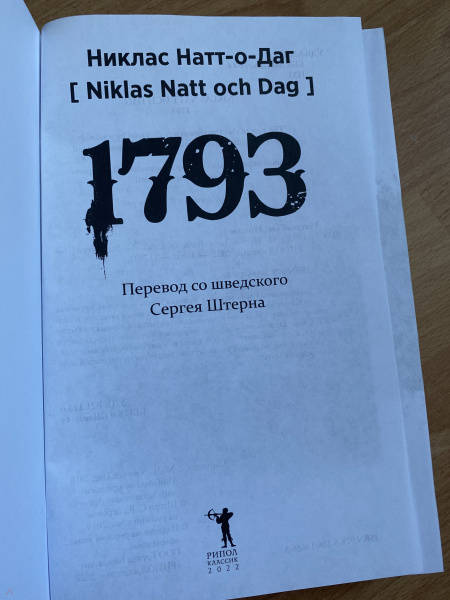 Никлас Натт-о-Даг
[ Niklas Natt och Dag ]
1793
Перевод со шведского
Сергея Штерна
РИПОЛ
КЛАССИК
2022